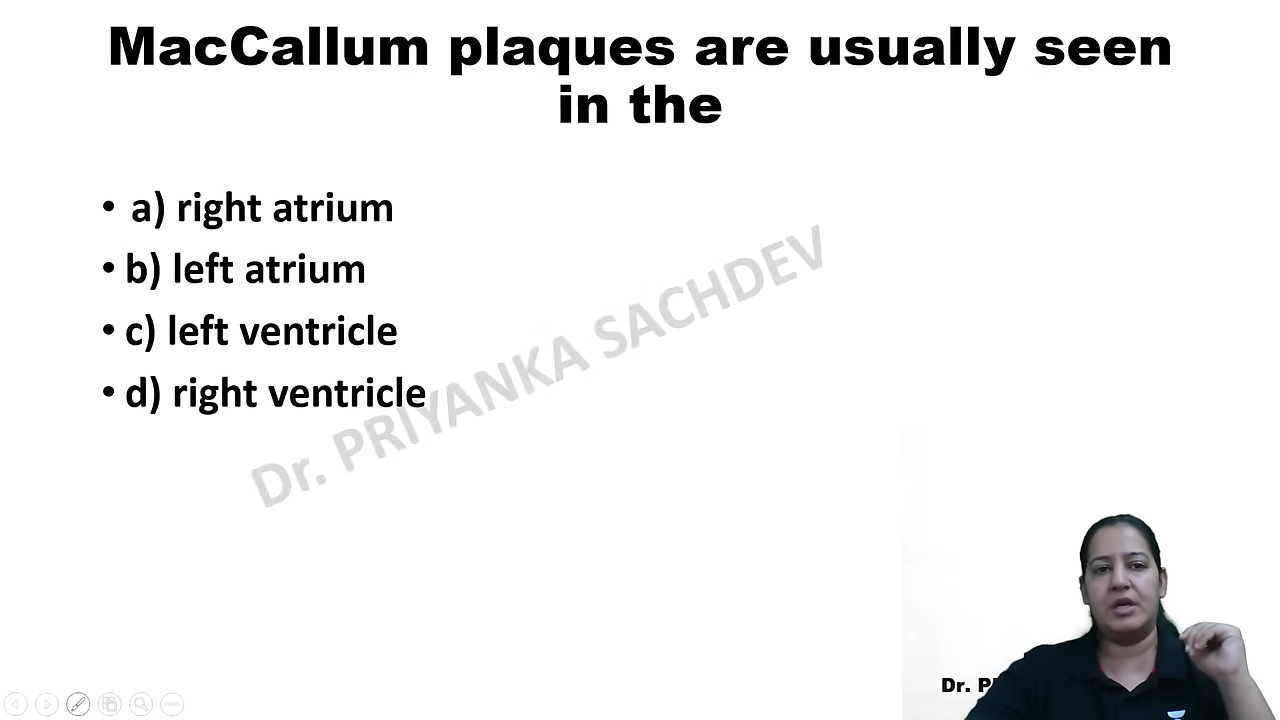 MacCallum plaques are usually seen
in the
• a) right atrium
• b) left atrium
• c) left ventricle
• d) right ventricle
Dr. PRIYANKA SACHDEV
Dr.